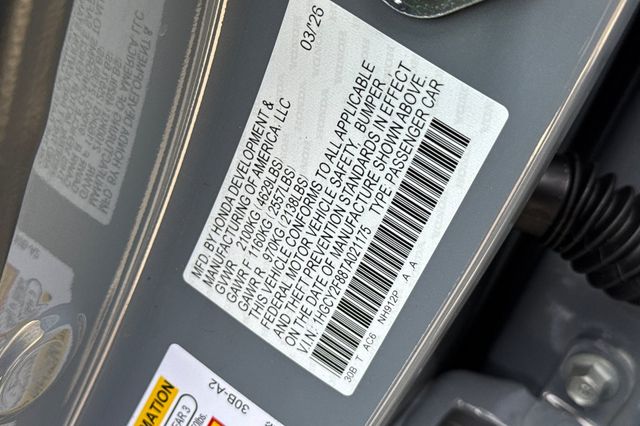 03/26
MFD. BY HONDA DEVELOPMENT &
MANUFACTURING OF AMERICA, LLC
GVWR 2100KG (4629LBS)
GAWR F 1160KG (2557LBS)
GAWR R 970KG (2138LBS)
THIS VEHICLE CONFORMS TO ALL APPLICABLE
FEDERAL MOTOR VEHICLE SAFETY, BUMPER,
AND THEFT PREVENTION STANDARDS IN EFFECT
ON THE DATE OF MANUFACTURE SHOWN ABOVE.
V.I.N.: 1HGCY2F86TA021175 TYPE: PASSENGER CAR
30B T AC6 NH912P A A
30B-A2